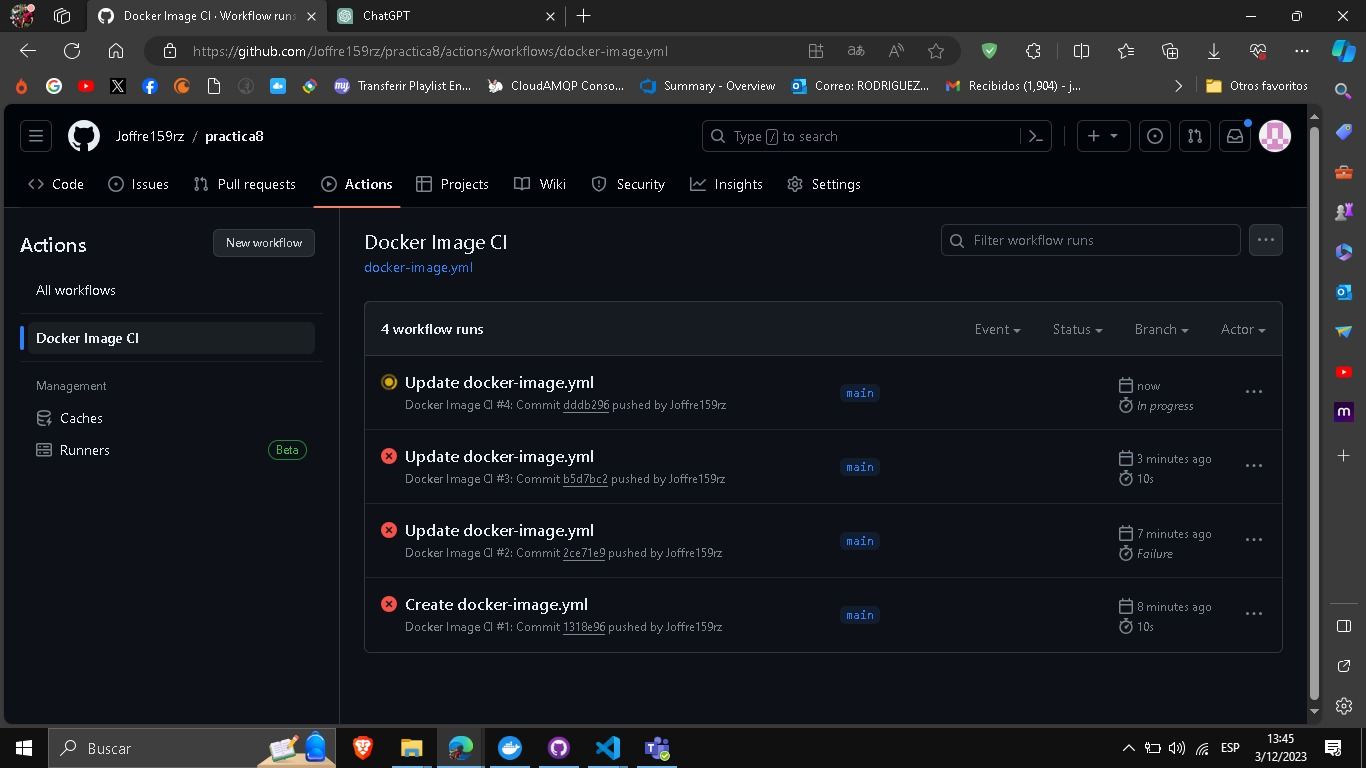 Docker Image CI · Workflow runs
ChatGPT
https://github.com/Joffre159rz/practica8/actions/workflows/docker-image.yml
Transferir Playlist En...
CloudAMQP Conso...
Summary - Overview
Correo: RODRIGUEZ...
Recibidos (1,904) - j...
Otros favoritos
Joffre159rz / practica8
Type / to search
Code
Issues
Pull requests
Actions
Projects
Wiki
Security
Insights
Settings
Actions
New workflow
All workflows
Docker Image CI
Management
Caches
Runners
Beta
Docker Image CI
docker-image.yml
Filter workflow runs
4 workflow runs
Event
Status
Branch
Actor
Update docker-image.yml
Docker Image CI #4: Commit dddb296 pushed by Joffre159rz
main
now
In progress
Update docker-image.yml
Docker Image CI #3: Commit b5d7bc2 pushed by Joffre159rz
main
3 minutes ago
10s
Update docker-image.yml
Docker Image CI #2: Commit 2ce71e9 pushed by Joffre159rz
main
7 minutes ago
Failure
Create docker-image.yml
Docker Image CI #1: Commit 1318e96 pushed by Joffre159rz
main
8 minutes ago
10s
Buscar
ESP
13:45
3/12/2023